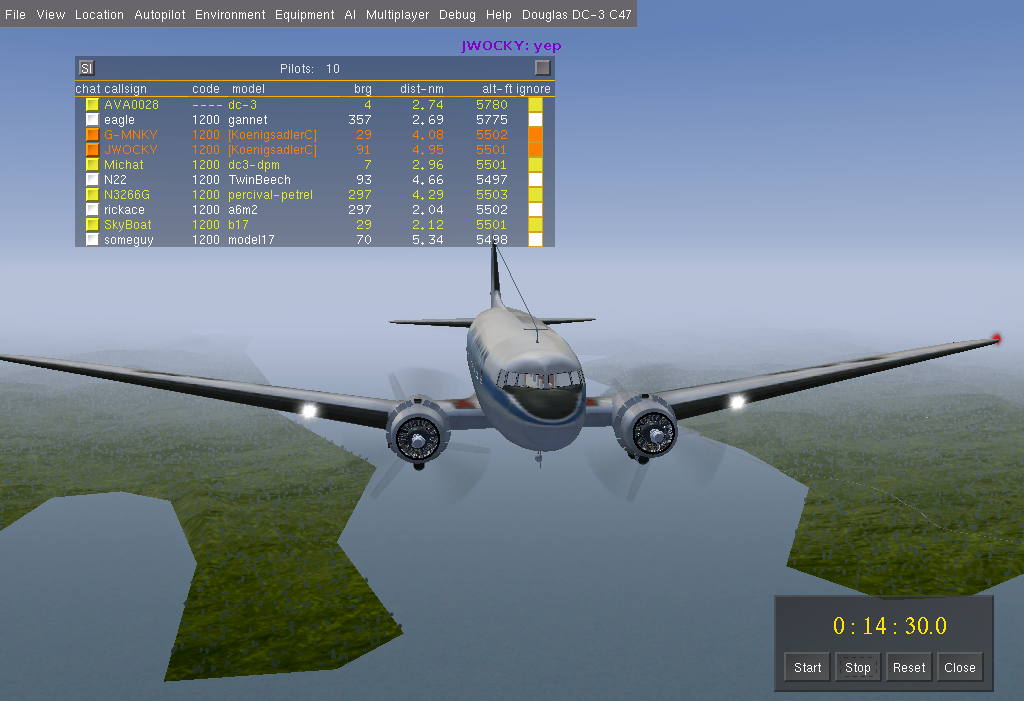 File View Location Autopilot Environment Equipment AI Multiplayer Debug Help Douglas DC-3 C47
JWOCKY: yep
SI Pilots: 10
chat callsign code model brg dist-nm alt-ft ignore
AVA0028 ---- dc-3 4 2.74 5780
eagle 1200 gannet 357 2.69 5775
G-MNKY 1200 [KoenigsadlerC] 29 4.08 5502
JWOCKY 1200 [KoenigsadlerC] 91 4.95 5501
Michat 1200 dc3-dpm 7 2.96 5501
N22 1200 TwinBeech 93 4.66 5497
N3266G 1200 percival-petrel 297 4.29 5503
rickace 1200 a6m2 297 2.04 5502
SkyBoat 1200 b17 29 2.12 5501
someguy 1200 model17 70 5.34 5498
0:14:30.0
Start Stop Reset Close